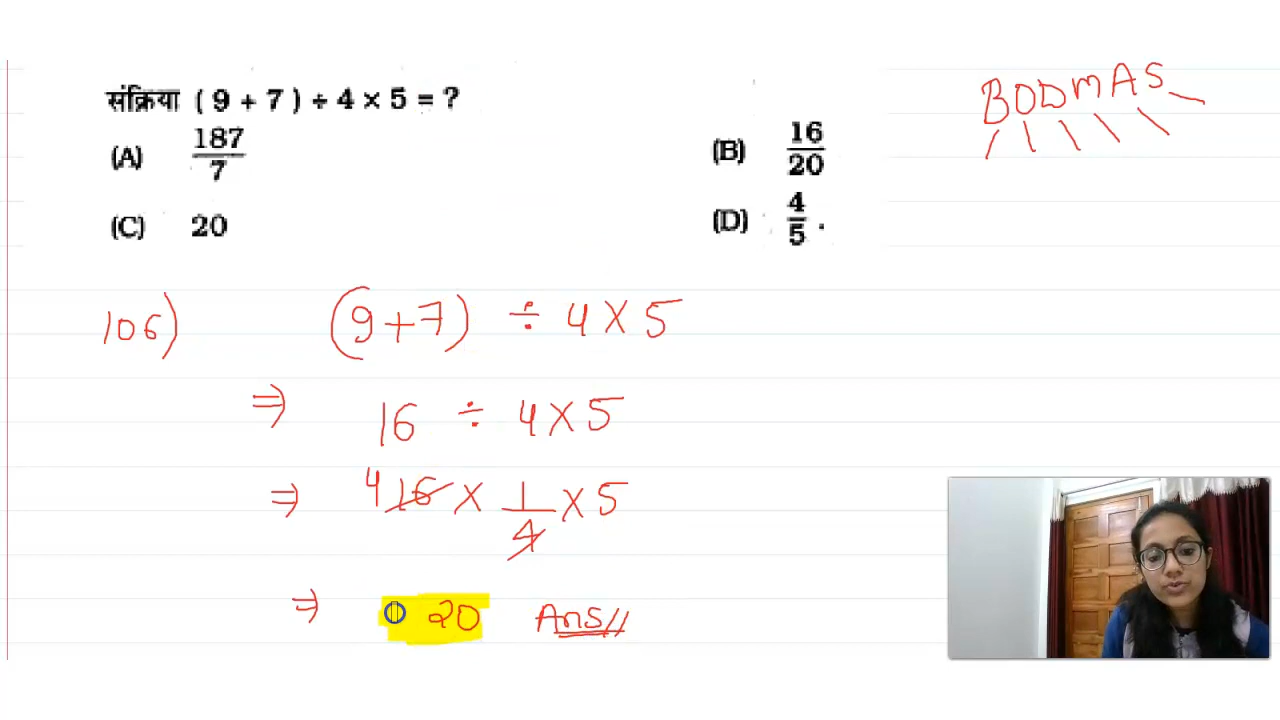 संक्रिया ( 9 + 7 ) ÷ 4 × 5 = ?
(A) 187/7
(B) 16/20
(C) 20
(D) 4/5 .
BODMAS
106) (9+7) ÷ 4 × 5
⇒ 16 ÷ 4 × 5
⇒ 4 16 × 1/4 × 5
⇒ 20 Ans//